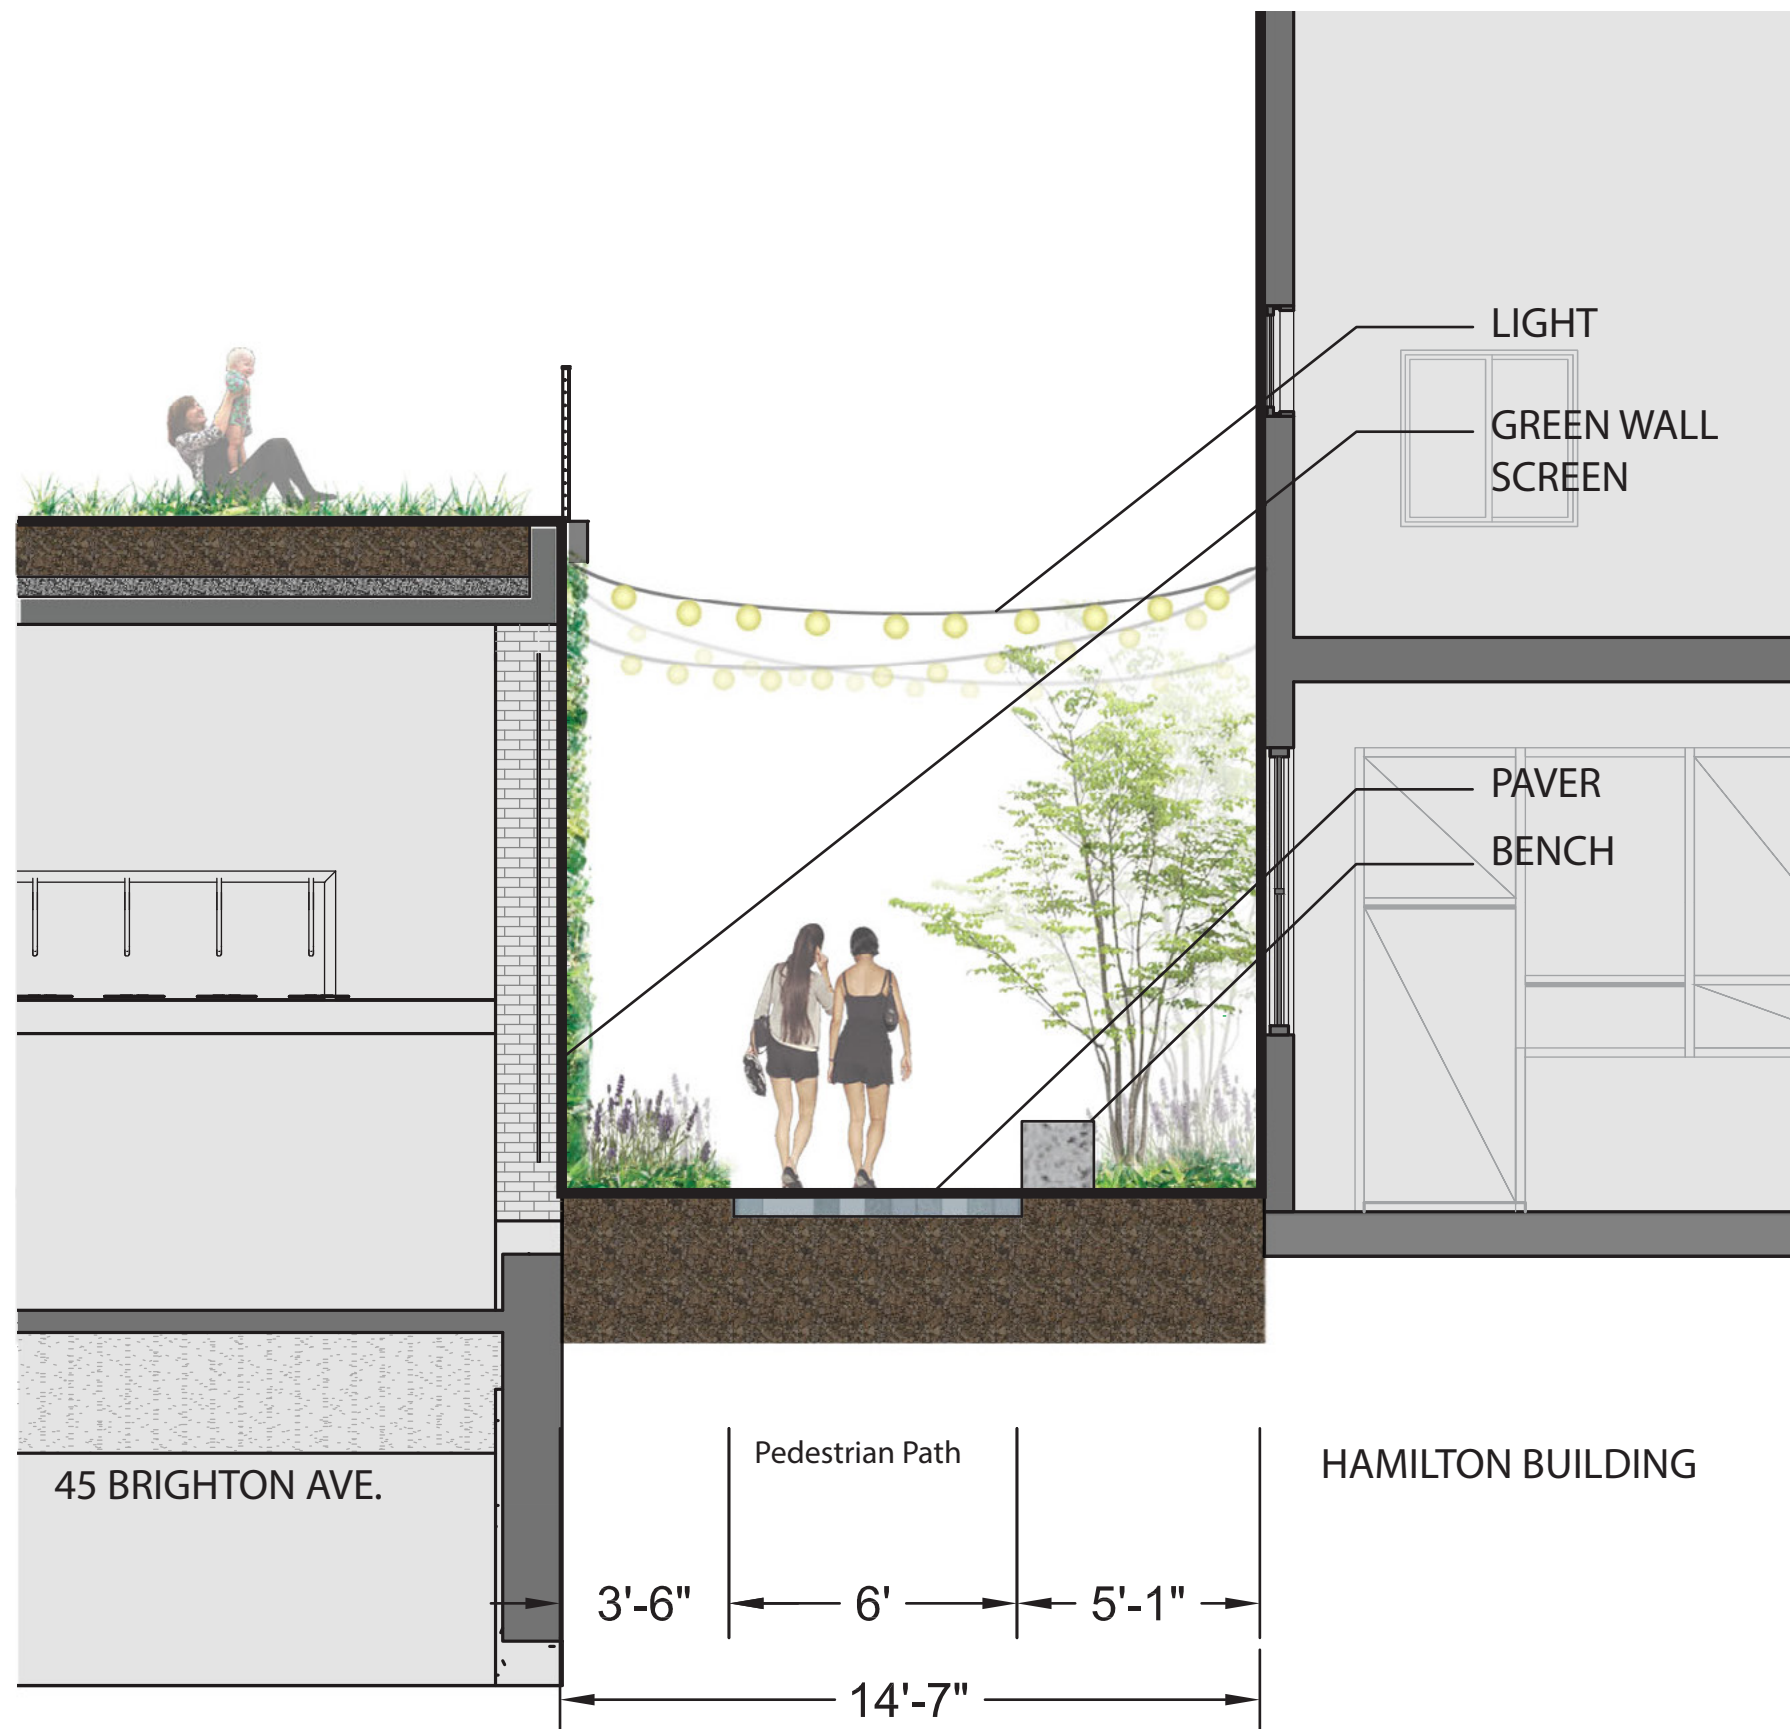 LIGHT
GREEN WALL
SCREEN
PAVER
BENCH
Pedestrian Path
45 BRIGHTON AVE.
HAMILTON BUILDING
3'-6"
6'
5'-1"
14'-7"